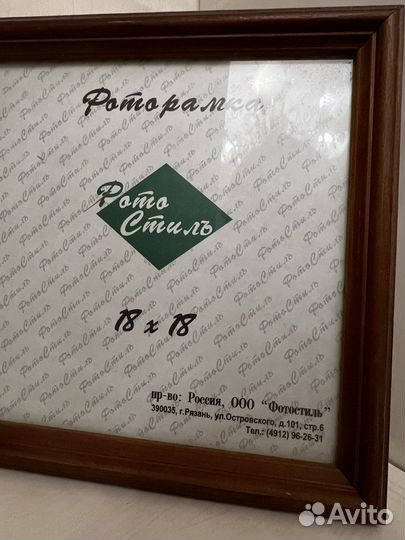 Фоторамка
Фото
Стиль
18 x 18
пр-во: Россия, ООО "Фотостиль"
390035, г.Рязань, ул.Островского, д.101, стр.6
Тел.: (4912) 96-26-31
Avito